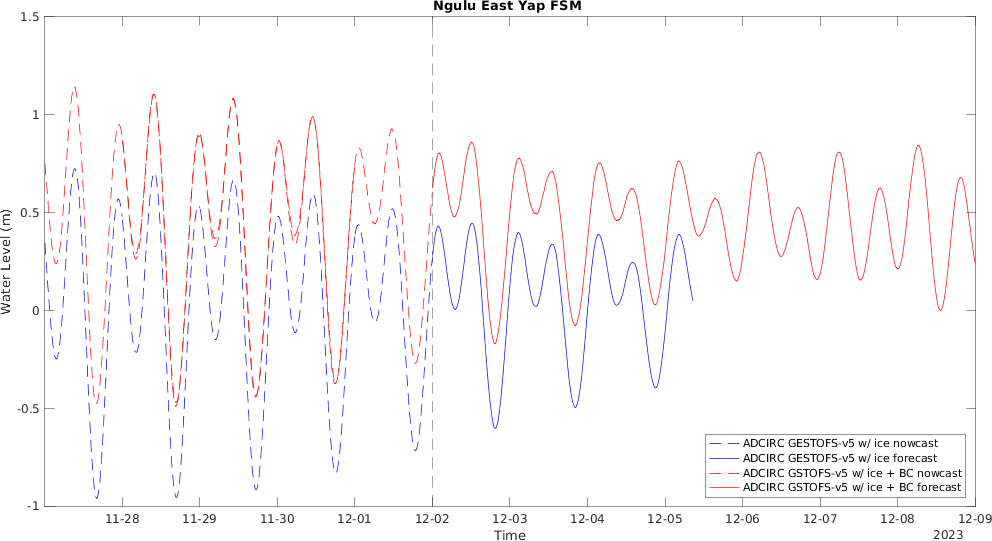 Ngulu East Yap FSM
1.5
1
0.5
0
-0.5
-1
Water Level (m)
11-28 11-29 11-30 12-01 12-02 12-03 12-04 12-05 12-06 12-07 12-08 12-09
Time
2023
ADCIRC GESTOFS-v5 w/ ice nowcast
ADCIRC GESTOFS-v5 w/ ice forecast
ADCIRC GSTOFS-v5 w/ ice + BC nowcast
ADCIRC GSTOFS-v5 w/ ice + BC forecast